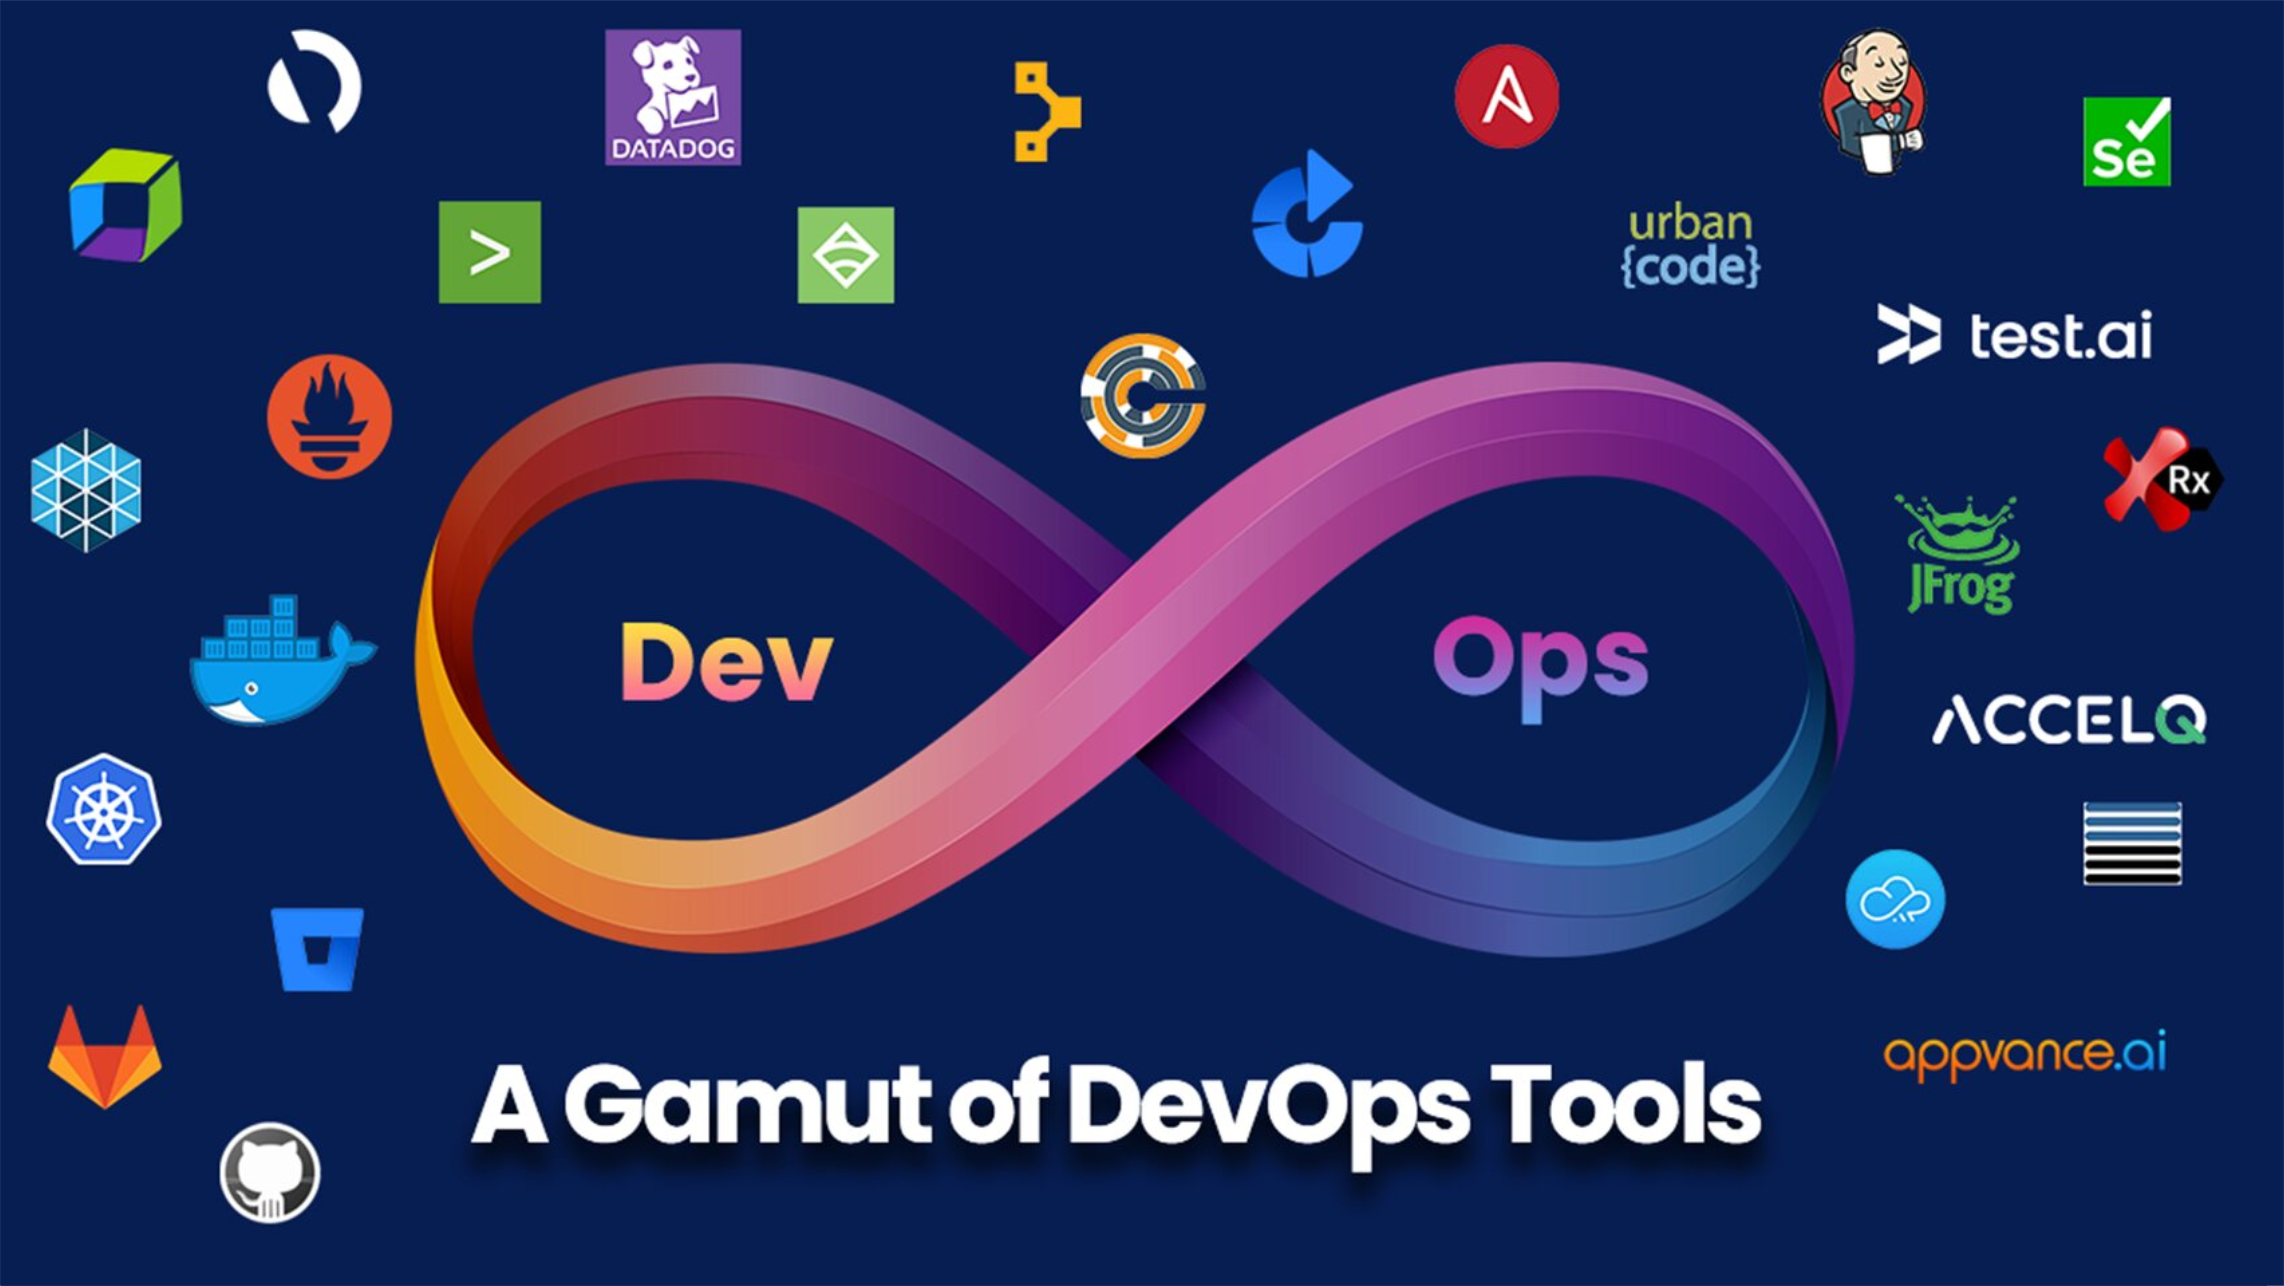 DATADOG
Se
urban
{code}
test.ai
Rx
JFrog
Dev
Ops
ACCELQ
appvance.ai
A Gamut of DevOps Tools